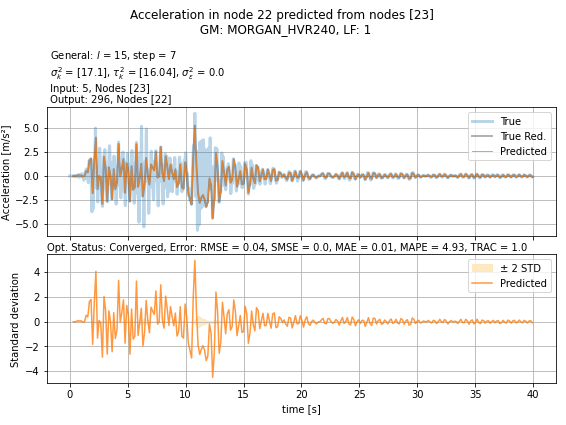 Acceleration in node 22 predicted from nodes [23]
GM: MORGAN_HVR240, LF: 1
General: l = 15, step = 7
σ²ₖ = [17.1], τ²ₖ = [16.04], σ²ε = 0.0
Input: 5, Nodes [23]
Output: 296, Nodes [22]
Acceleration [m/s²]
5.0
2.5
0.0
−2.5
−5.0
True
True Red.
Predicted
Opt. Status: Converged, Error: RMSE = 0.04, SMSE = 0.0, MAE = 0.01, MAPE = 4.93, TRAC = 1.0
Standard deviation
4
2
0
−2
−4
± 2 STD
Predicted
0 5 10 15 20 25 30 35 40
time [s]